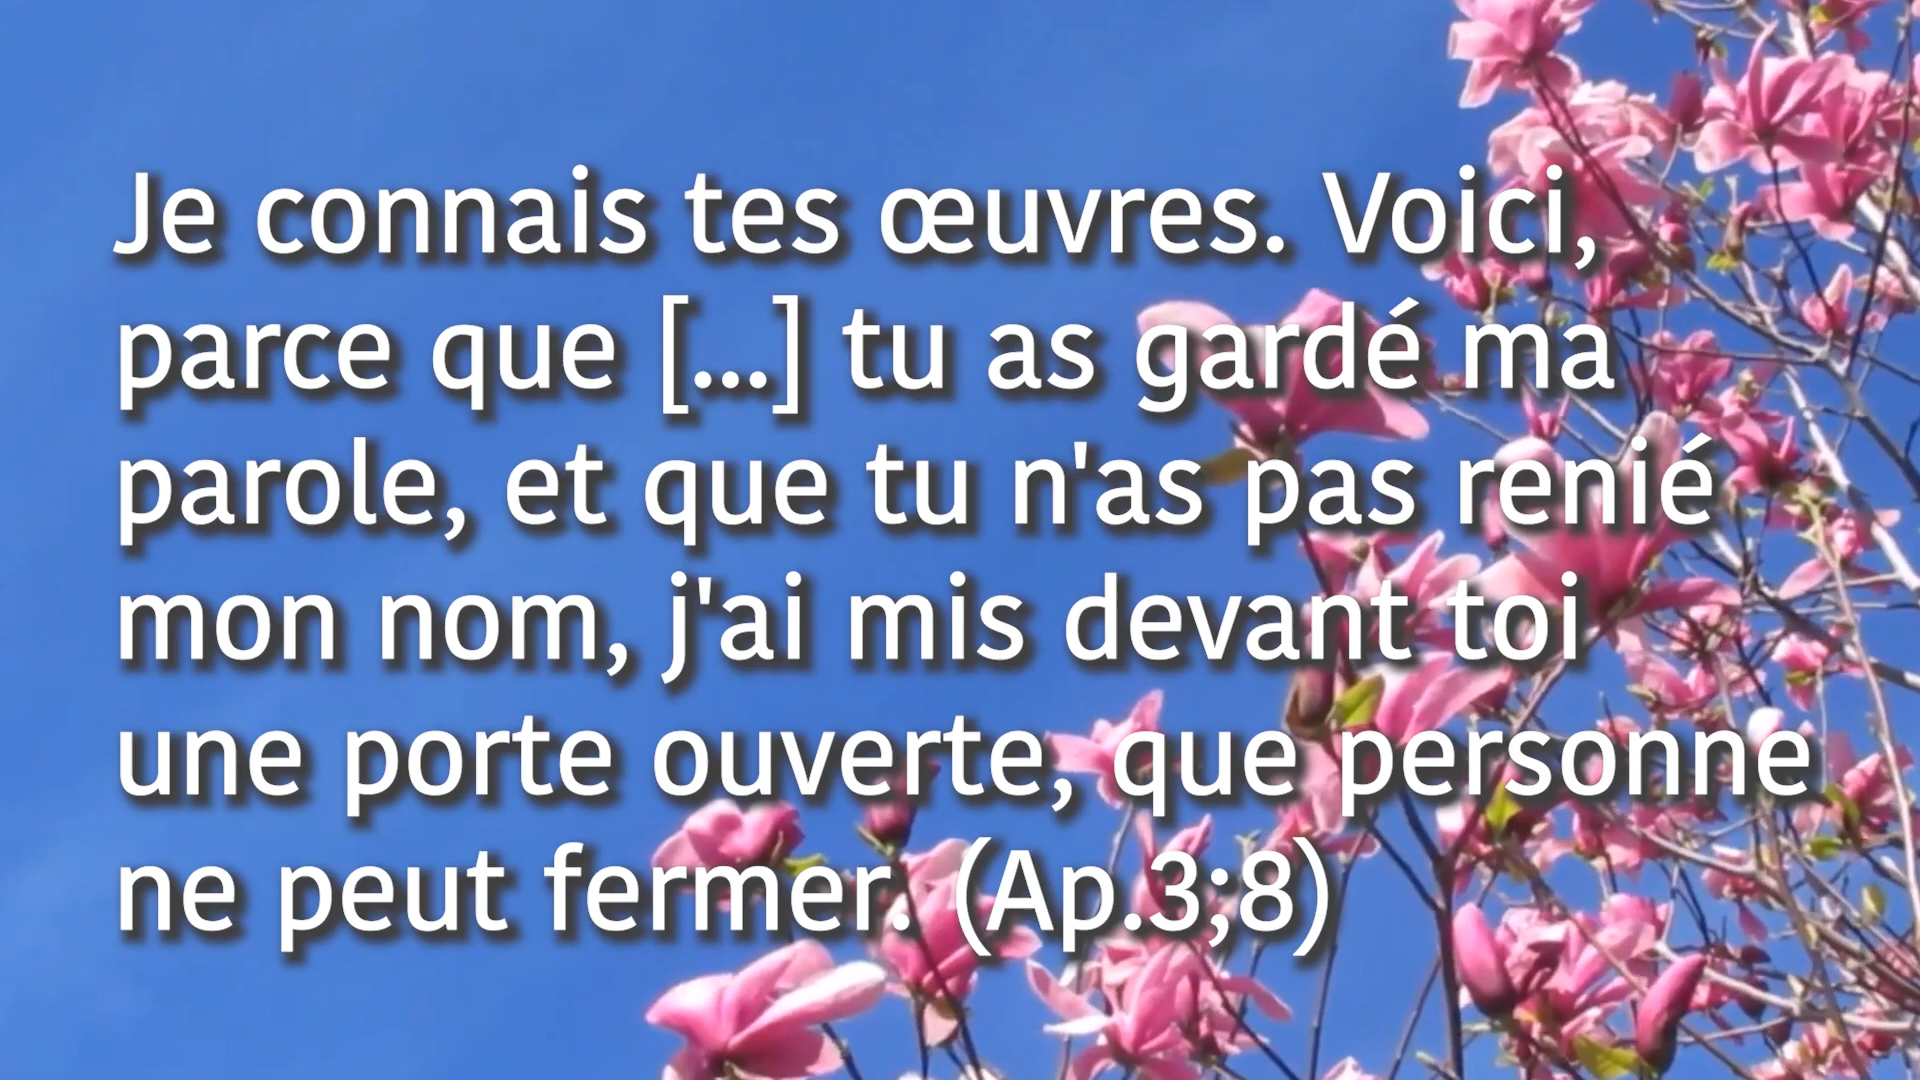 Je connais tes œuvres. Voici,
parce que [...] tu as gardé ma
parole, et que tu n'as pas renié
mon nom, j'ai mis devant toi
une porte ouverte, que personne
ne peut fermer. (Ap.3;8)